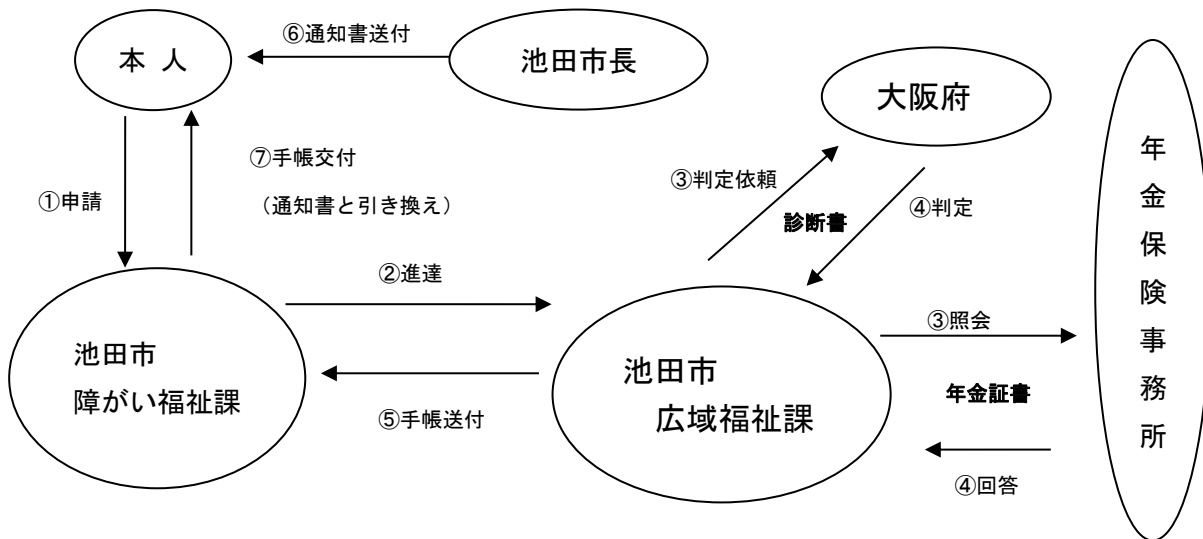 ⑥通知書送付
本 人
池田市長
大阪府
⑦手帳交付
(通知書と引き換え)
①申請
③判定依頼
④判定
診断書
年金保険事務所
②進達
③照会
池田市
障がい福祉課
池田市
広域福祉課
年金証書
⑤手帳送付
④回答